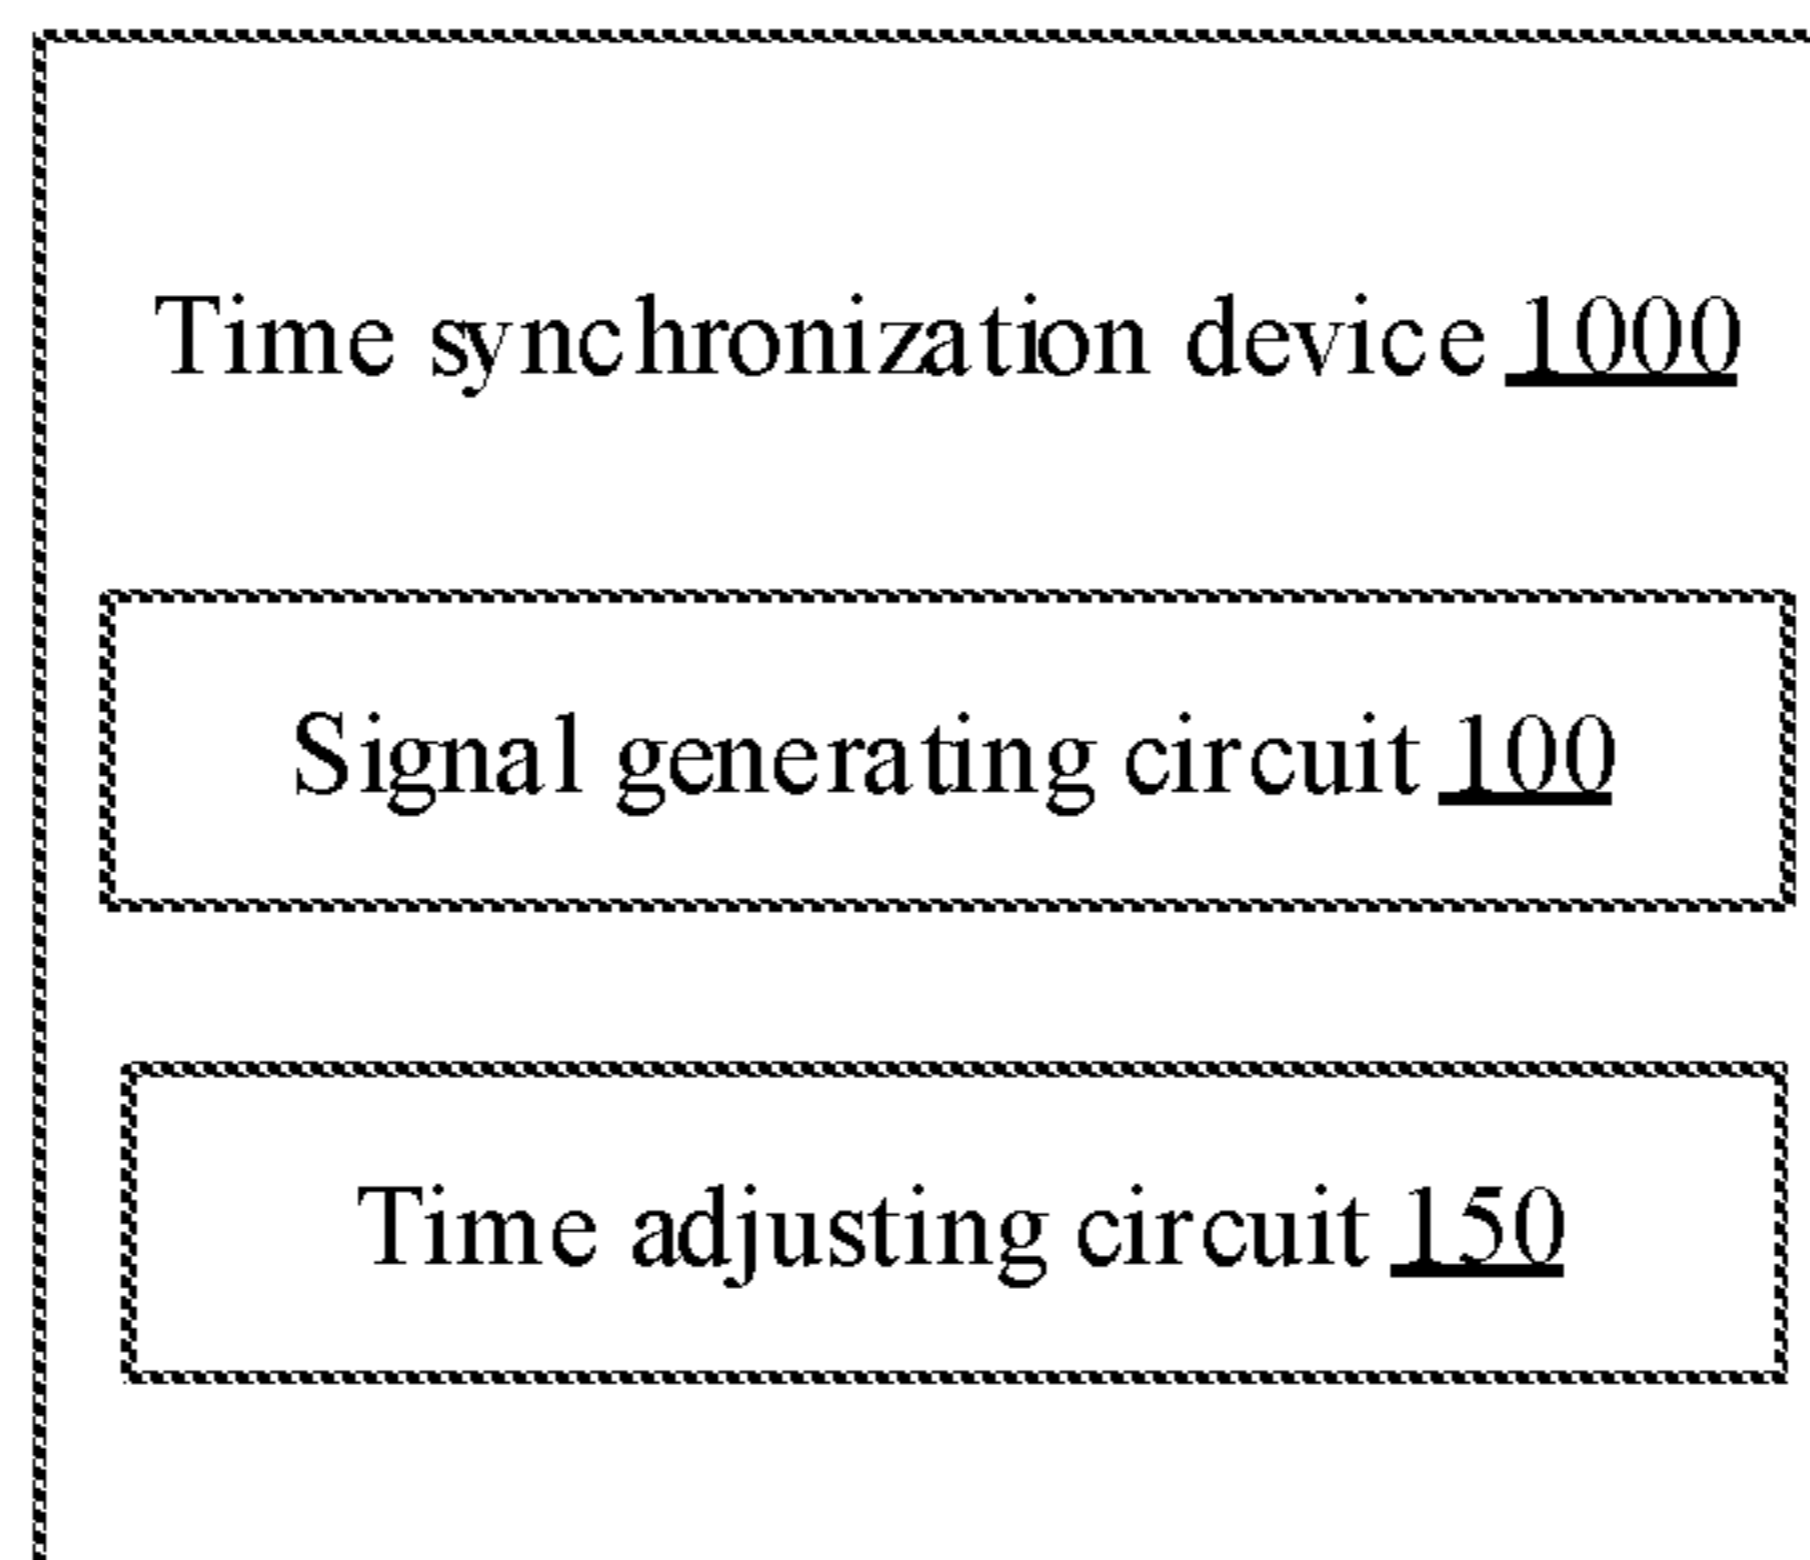 Time synchronization device 1000
Signal generating circuit 100
Time adjusting circuit 150